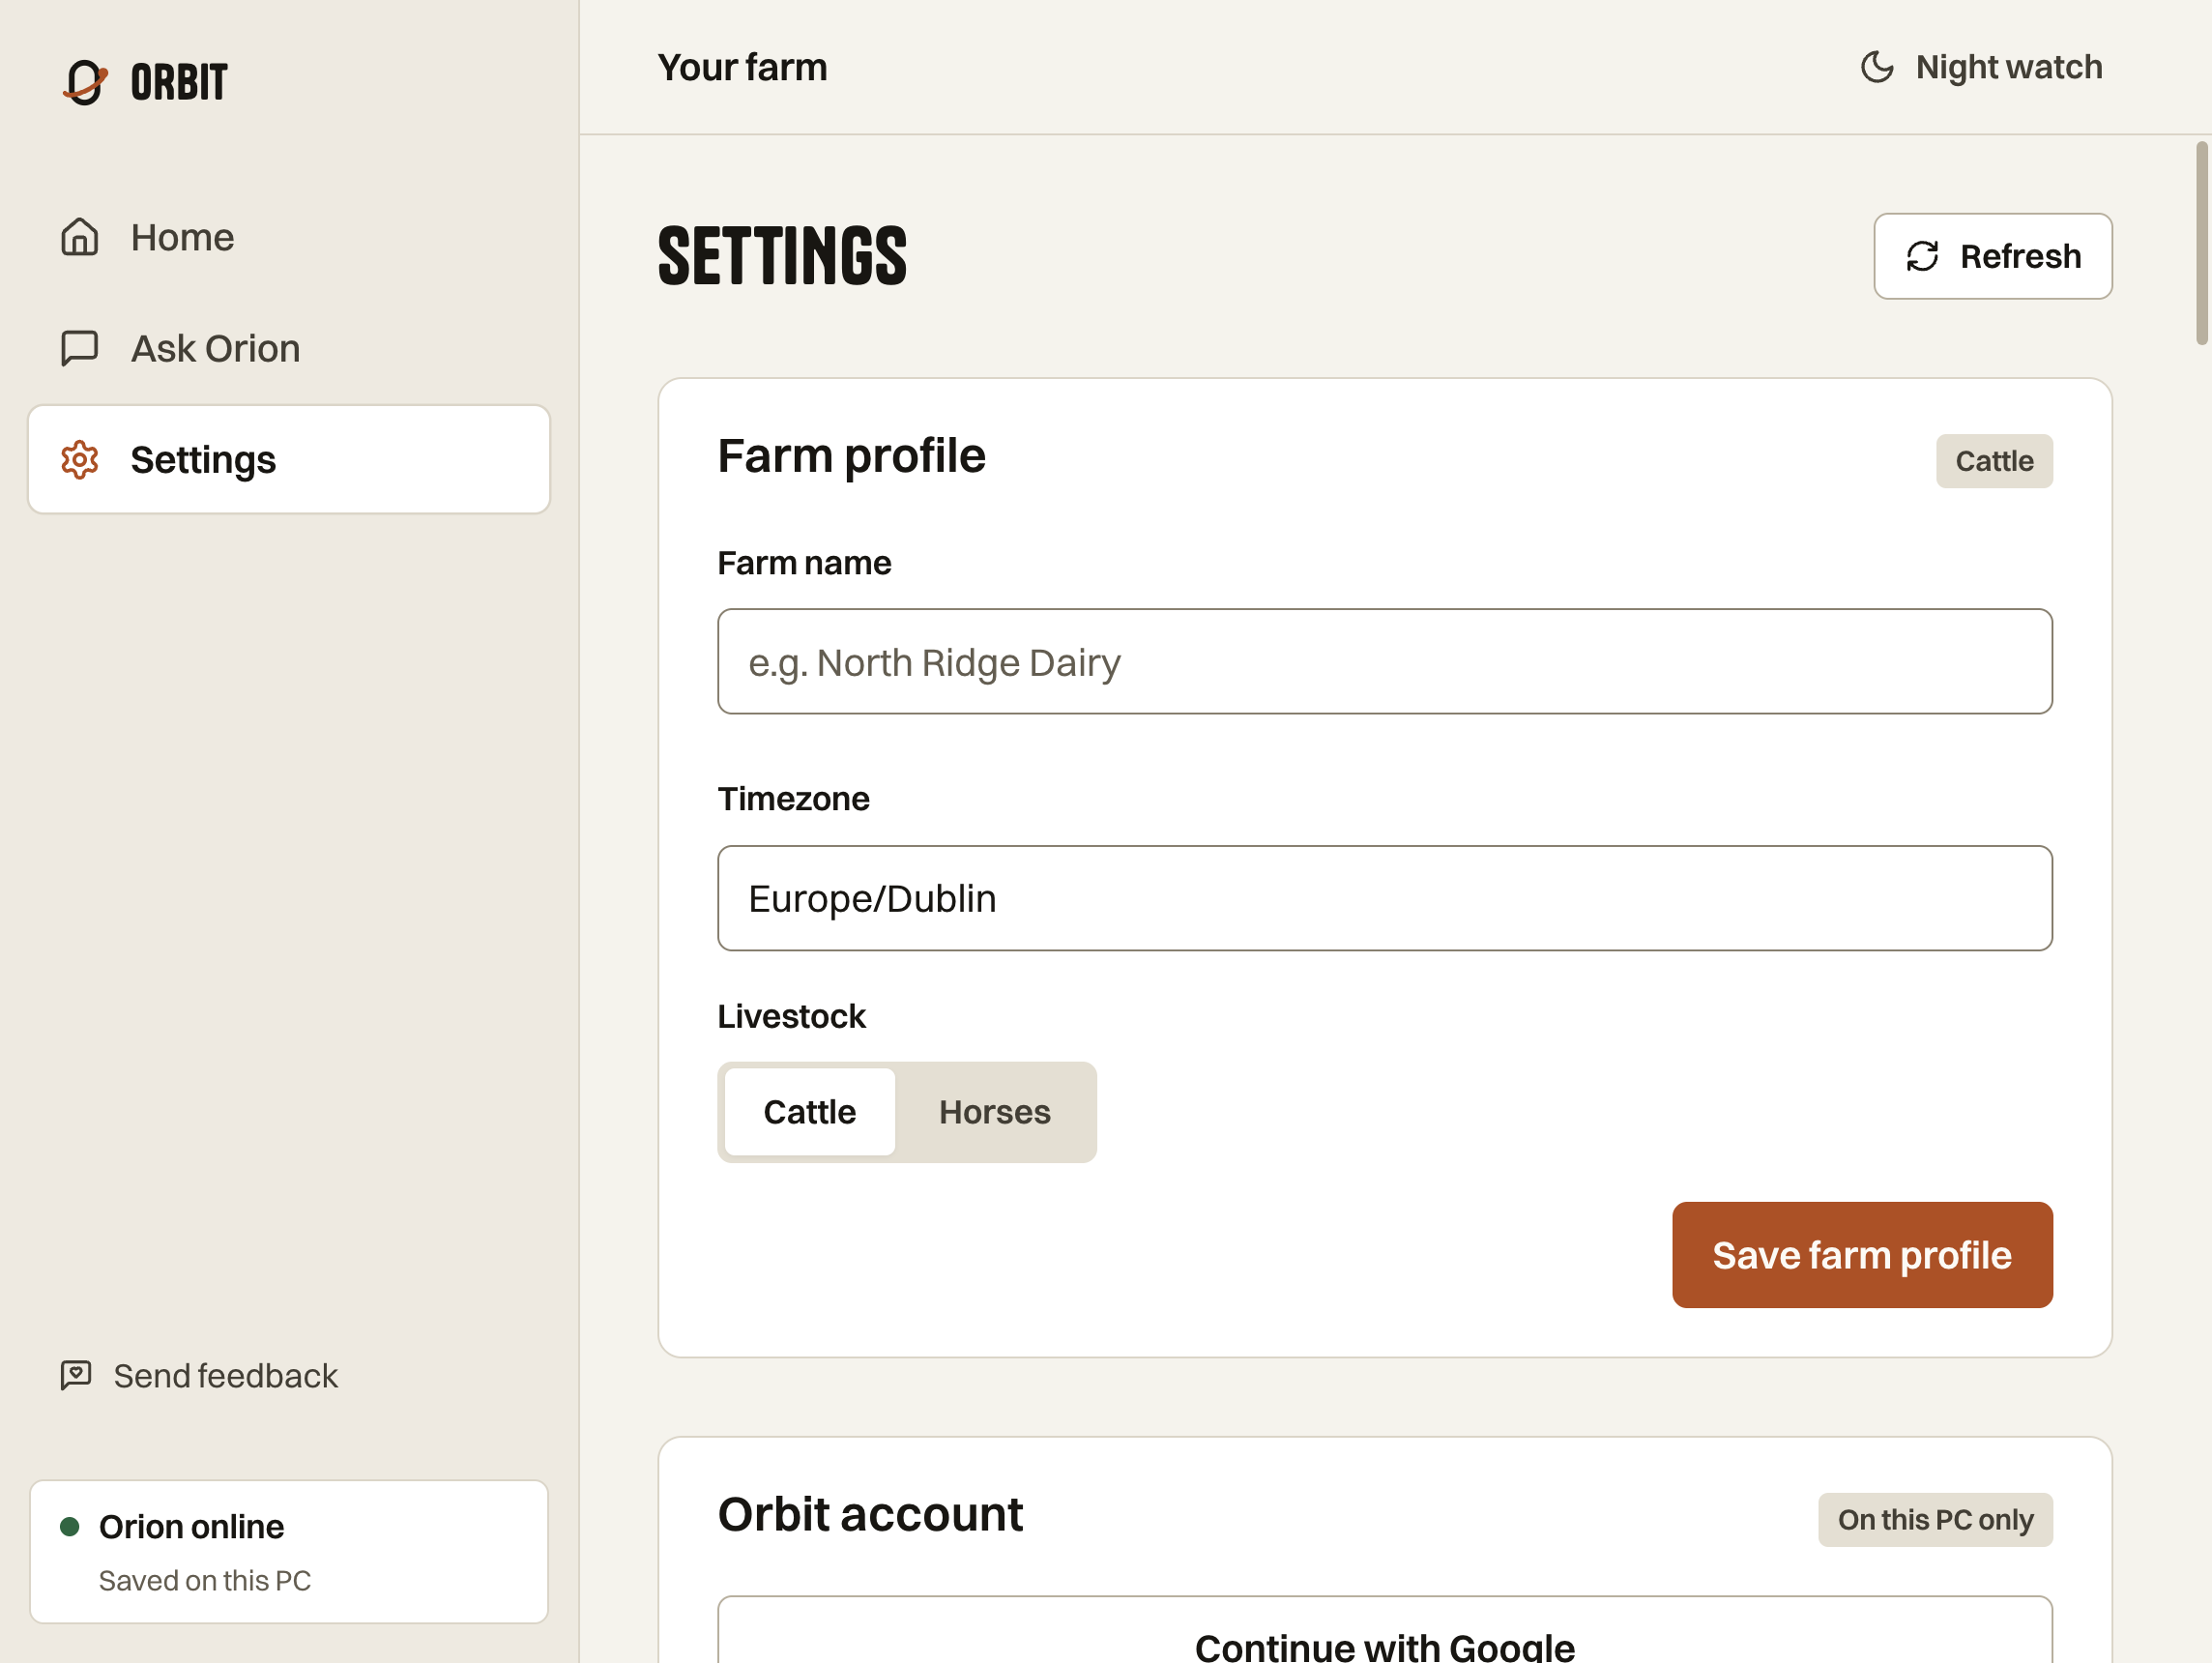 ORBIT
Home
Ask Orion
Settings
Send feedback
Orion online
Saved on this PC
Your farm
Night watch
SETTINGS
Refresh
Farm profile
Cattle
Farm name
e.g. North Ridge Dairy
Timezone
Europe/Dublin
Livestock
Cattle
Horses
Save farm profile
Orbit account
On this PC only
Continue with Google